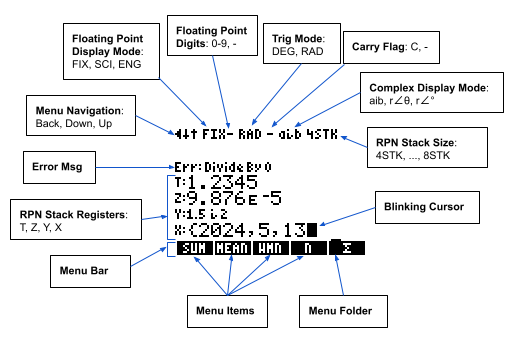 Floating Point
Display Mode:
FIX, SCI, ENG
Floating Point
Digits: 0-9, -
Trig Mode:
DEG, RAD
Carry Flag: C, -
Complex Display Mode:
aib, r∠θ, r∠°
Menu Navigation:
Back, Down, Up
FIX- RAD - aib 4STK
RPN Stack Size:
4STK, ..., 8STK
Error Msg
Err:Divide By 0
T:1.2345
Z:9.876E-5
Y:1.5 i 2
X:{2024,5,13
RPN Stack Registers:
T, Z, Y, X
Blinking Cursor
Menu Bar
SUM MEAN WMN N Σ
Menu Items
Menu Folder